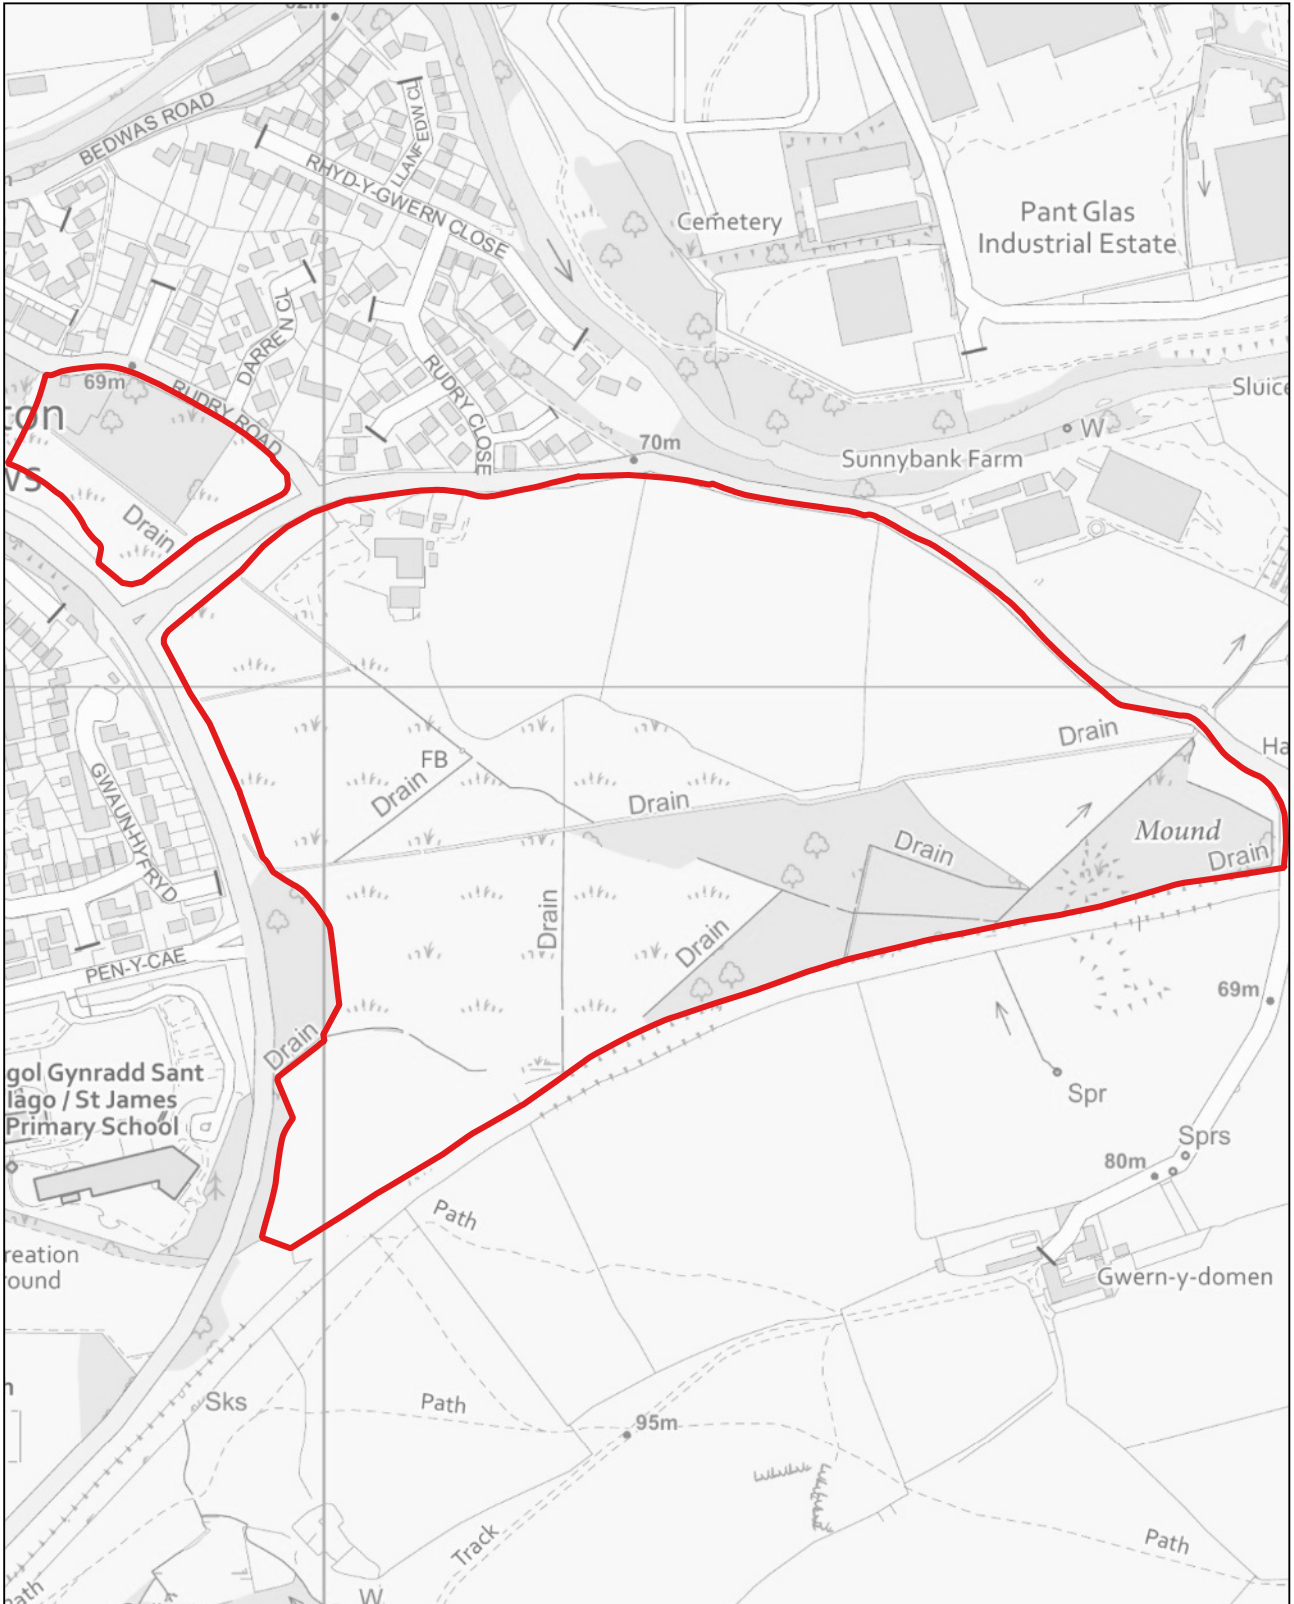 62m
BEDWAS ROAD
LLANFEDW CL
RHYD-Y-GWERN CLOSE
Cemetery
Pant Glas
Industrial Estate
DARREN CL
69m
RUDRY ROAD
RUDRY CLOSE
Sluice
ton
ws
70m
W
Sunnybank Farm
Drain
Drain
Ha
FB
Drain
Drain
GWAUN-HYFRYD
Mound
Drain
Drain
Drain
Drain
PEN-Y-CAE
69m
Drain
gol Gynradd Sant
Iago / St James
Primary School
Spr
Sprs
80m
Path
reation
round
Gwern-y-domen
Sks
Path
95m
Track
Path
Path
W